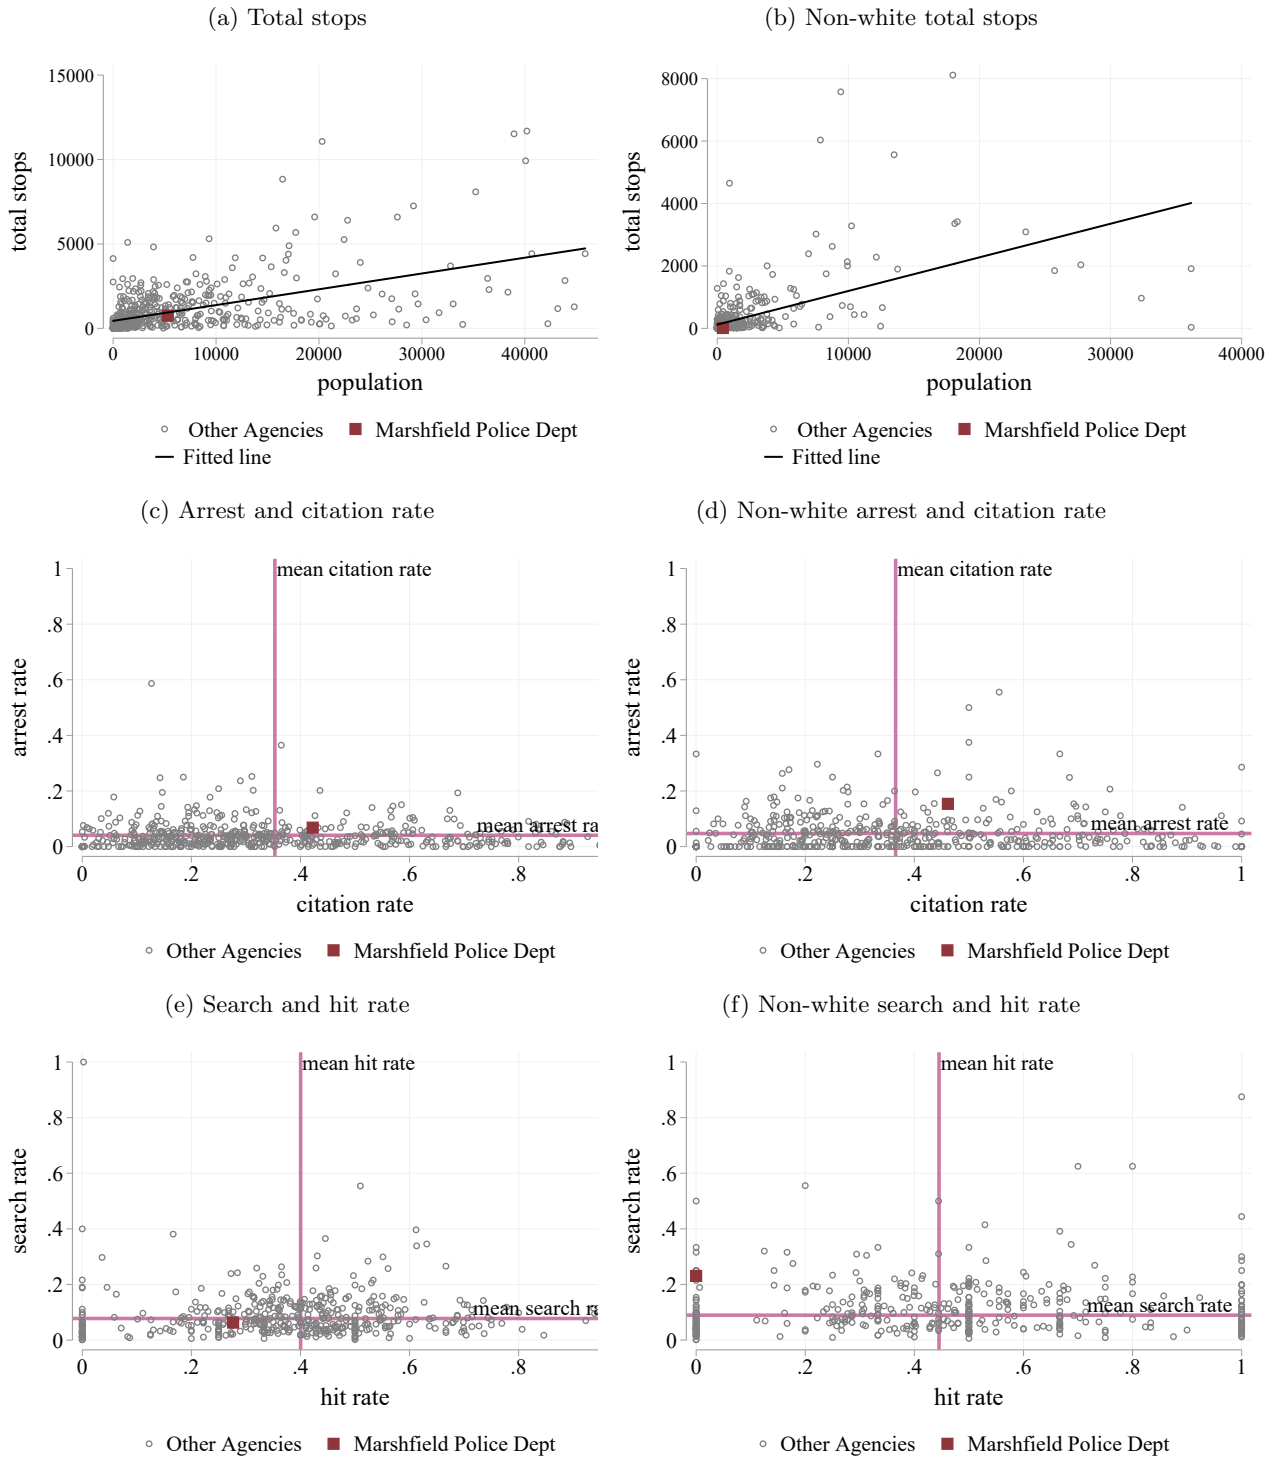 (a) Total stops
15000
10000
5000
0
total stops
0 10000 20000 30000 40000
population
Other Agencies Marshfield Police Dept
Fitted line
(b) Non-white total stops
8000
6000
4000
2000
0
total stops
0 10000 20000 30000 40000
population
Other Agencies Marshfield Police Dept
Fitted line
(c) Arrest and citation rate
mean citation rate
1
.8
.6
.4
.2
0
arrest rate
mean arrest ra
0 .2 .4 .6 .8
citation rate
Other Agencies Marshfield Police Dept
(d) Non-white arrest and citation rate
mean citation rate
1
.8
.6
.4
.2
0
arrest rate
mean arrest rate
0 .2 .4 .6 .8 1
citation rate
Other Agencies Marshfield Police Dept
(e) Search and hit rate
mean hit rate
1
.8
.6
.4
.2
0
search rate
mean search ra
0 .2 .4 .6 .8
hit rate
Other Agencies Marshfield Police Dept
(f) Non-white search and hit rate
mean hit rate
1
.8
.6
.4
.2
0
search rate
mean search rate
0 .2 .4 .6 .8 1
hit rate
Other Agencies Marshfield Police Dept